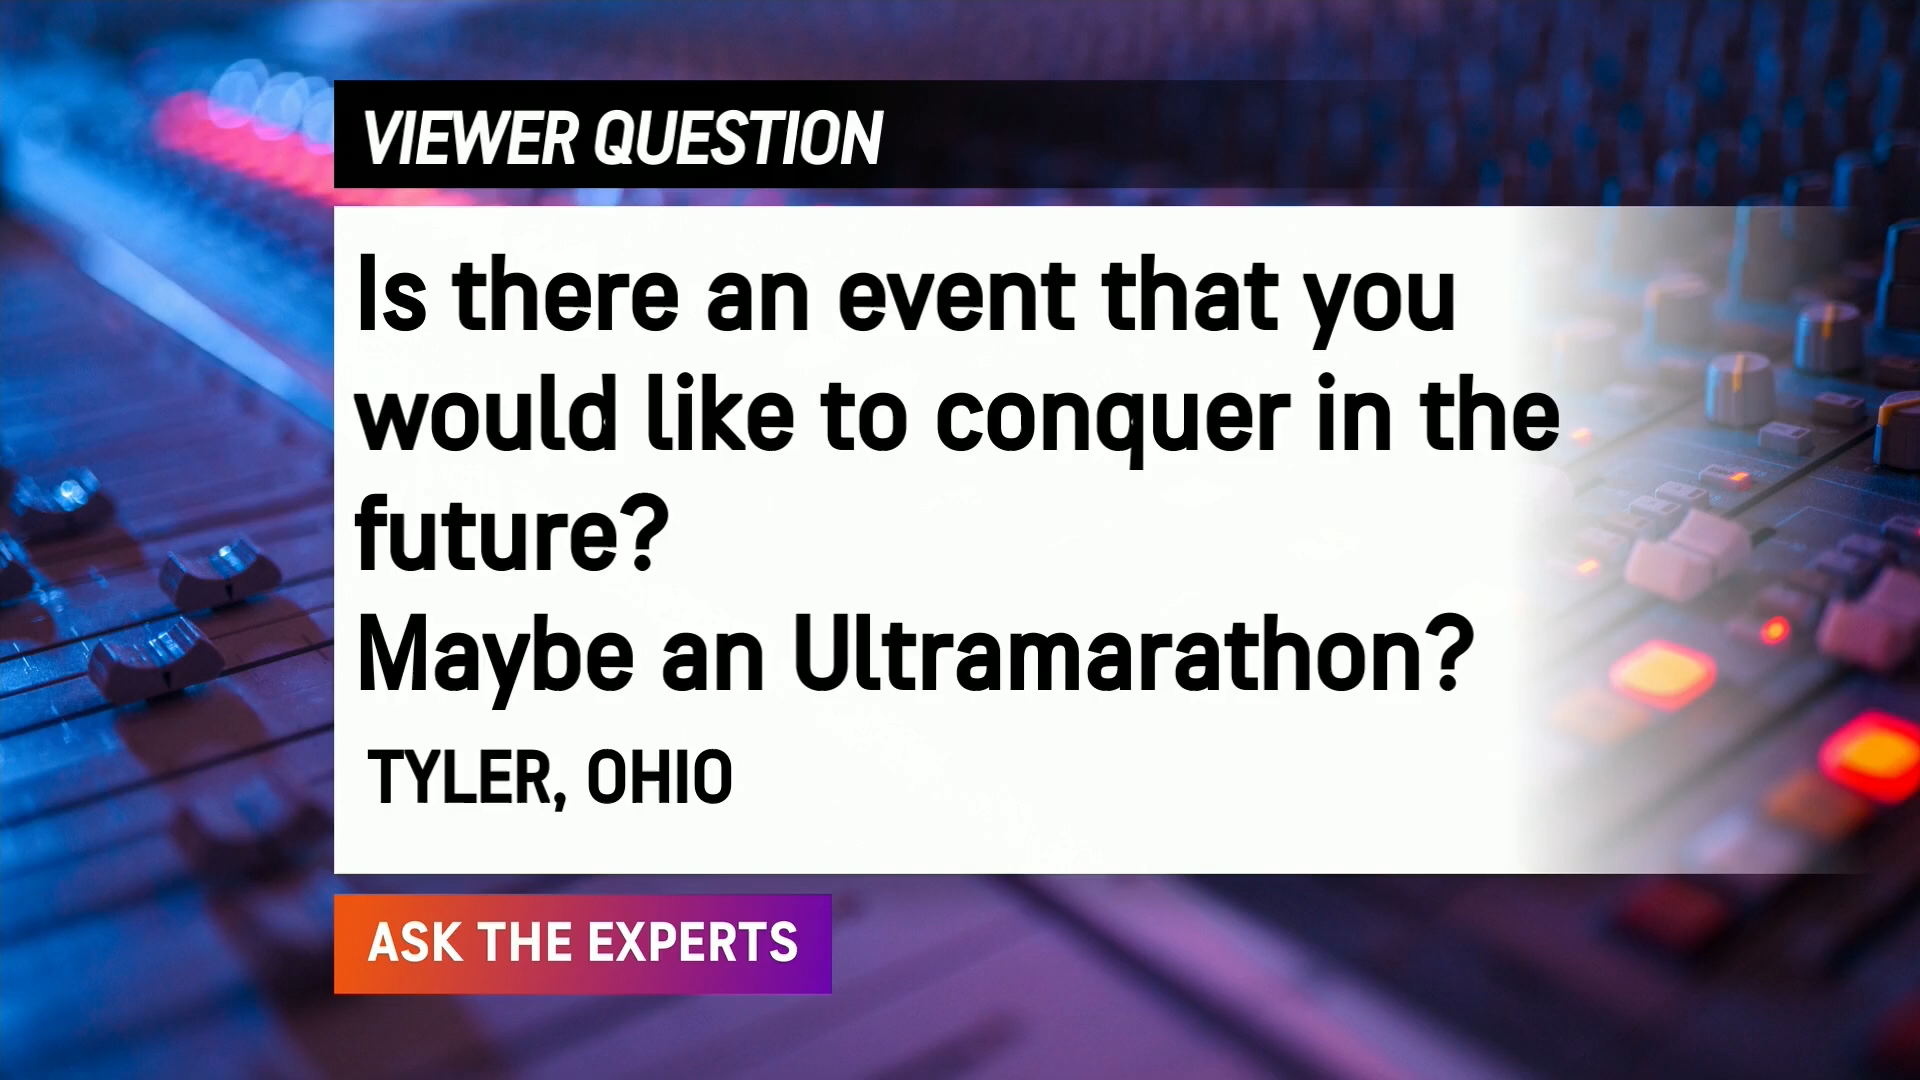 VIEWER QUESTION
Is there an event that you
would like to conquer in the
future?
Maybe an Ultramarathon?
TYLER, OHIO
ASK THE EXPERTS